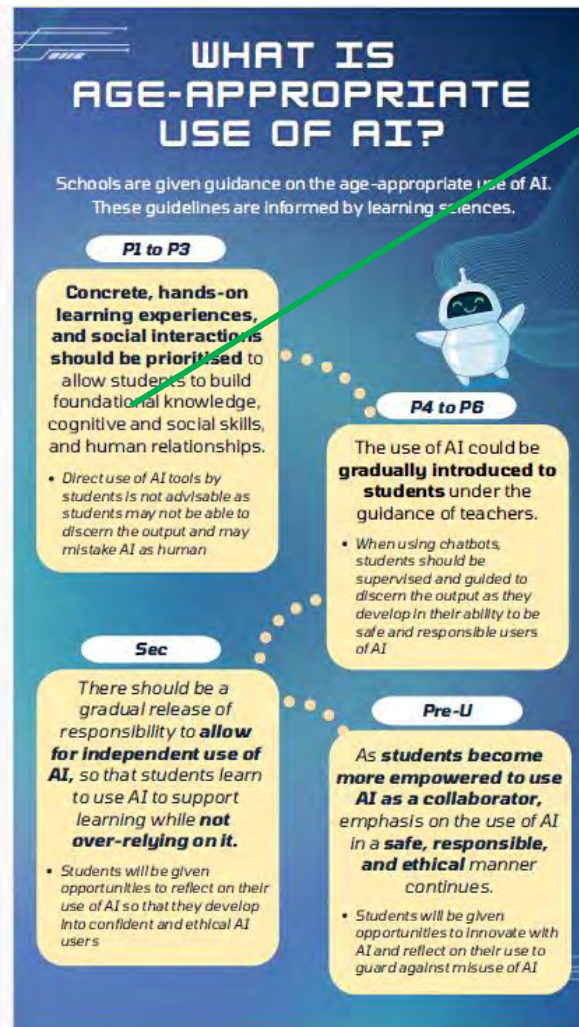 WHAT IS
AGE-APPROPRIATE
USE OF AI?
Schools are given guidance on the age-appropriate use of AI.
These guidelines are informed by learning sciences.
P1 to P3
Concrete, hands-on
learning experiences,
and social interactions
should be prioritised to
allow students to build
foundational knowledge,
cognitive and social skills,
and human relationships.
• Direct use of AI tools by
students is not advisable as
students may not be able to
discern the output and may
mistake AI as human
P4 to P6
The use of AI could be
gradually introduced to
students under the
guidance of teachers.
• When using chatbots,
students should be
supervised and guided to
discern the output as they
develop in their ability to be
safe and responsible users
of AI
Sec
There should be a
gradual release of
responsibility to allow
for independent use of
AI, so that students learn
to use AI to support
learning while not
over-relying on it.
• Students will be given
opportunities to reflect on their
use of AI so that they develop
into confident and ethical AI
users
Pre-U
As students become
more empowered to use
AI as a collaborator,
emphasis on the use of AI
in a safe, responsible,
and ethical manner
continues.
• Students will be given
opportunities to innovate with
AI and reflect on their use to
guard against misuse of AI